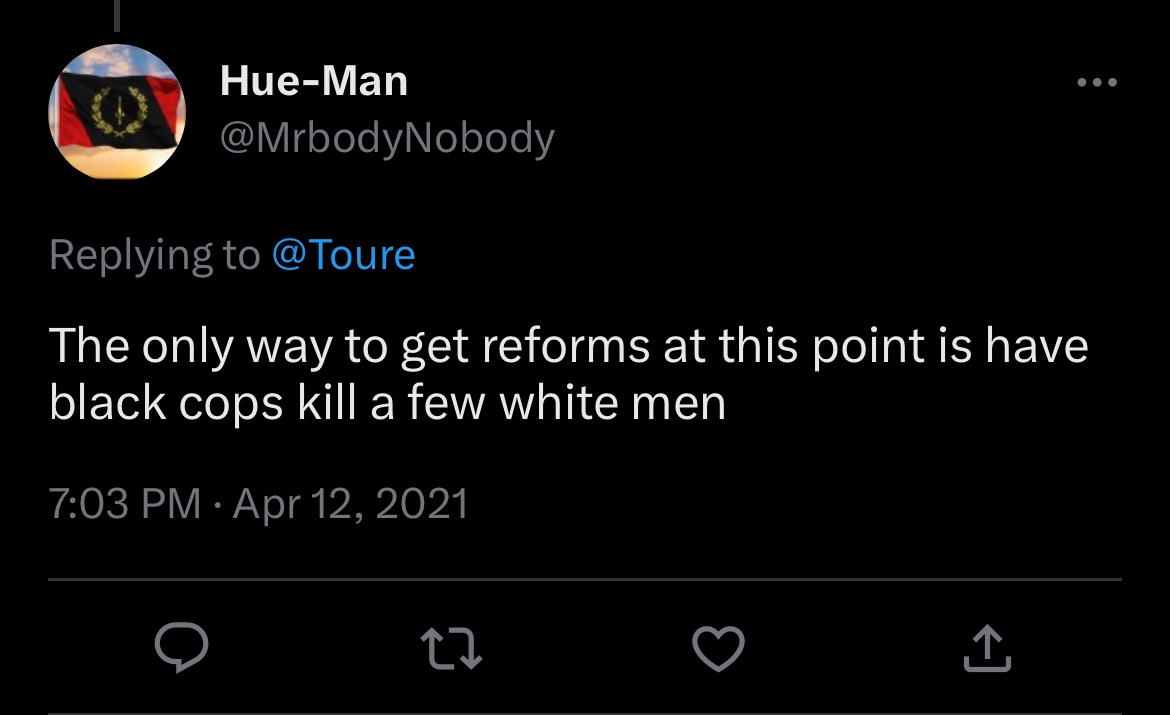 Hue-Man
@MrbodyNobody
Replying to @Toure
The only way to get reforms at this point is have
black cops kill a few white men
7:03 PM · Apr 12, 2021